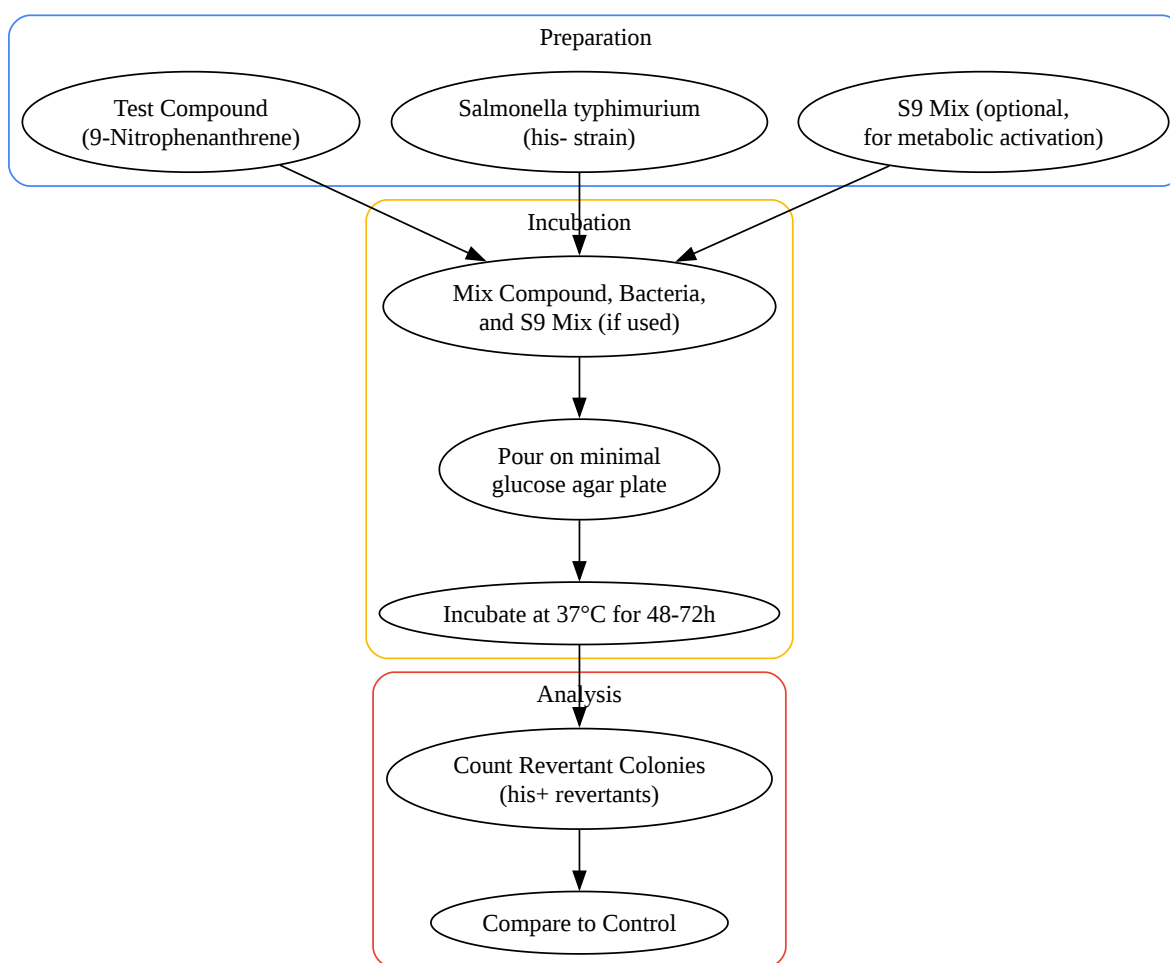 Preparation
Test Compound
(9-Nitrophenanthrene)
Salmonella typhimurium
(his- strain)
S9 Mix (optional,
for metabolic activation)
Incubation
Mix Compound, Bacteria,
and S9 Mix (if used)
Pour on minimal
glucose agar plate
Incubate at 37°C for 48-72h
Analysis
Count Revertant Colonies
(his+ revertants)
Compare to Control